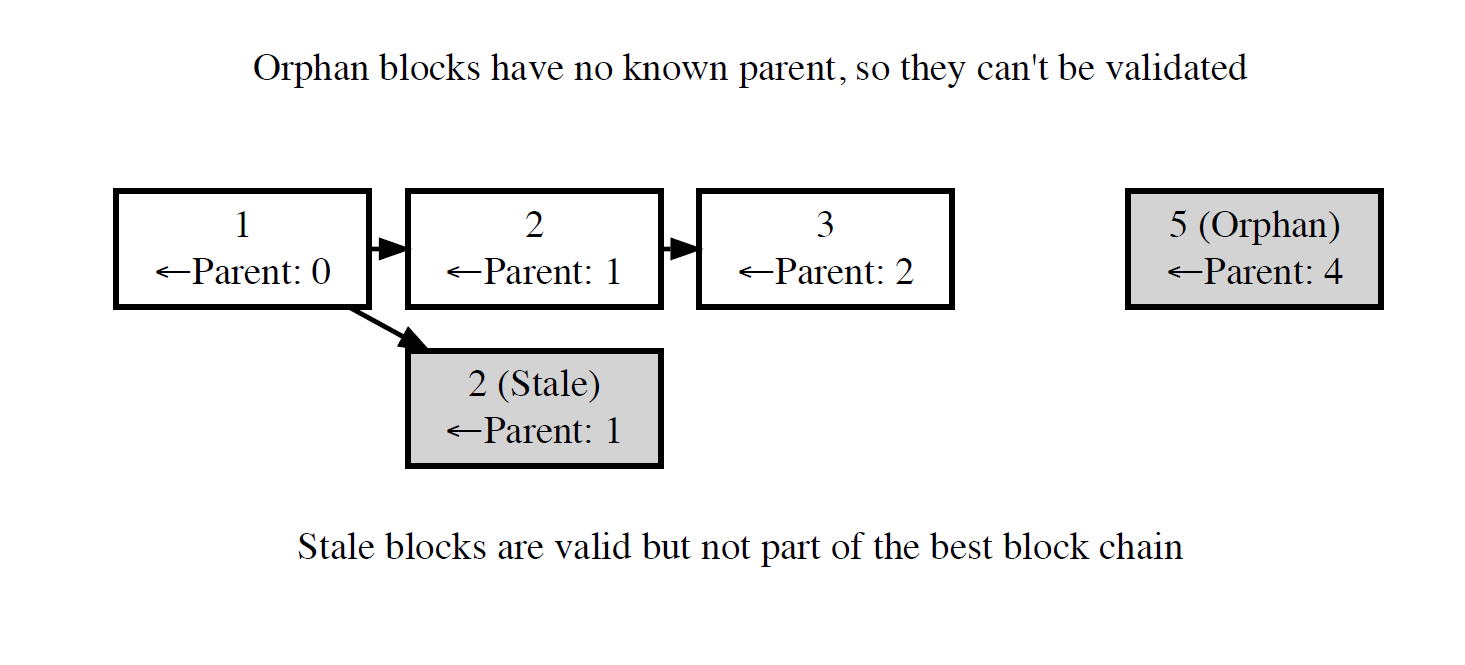 Orphan blocks have no known parent, so they can't be validated
1
←Parent: 0
2
←Parent: 1
3
←Parent: 2
5 (Orphan)
←Parent: 4
2 (Stale)
←Parent: 1
Stale blocks are valid but not part of the best block chain